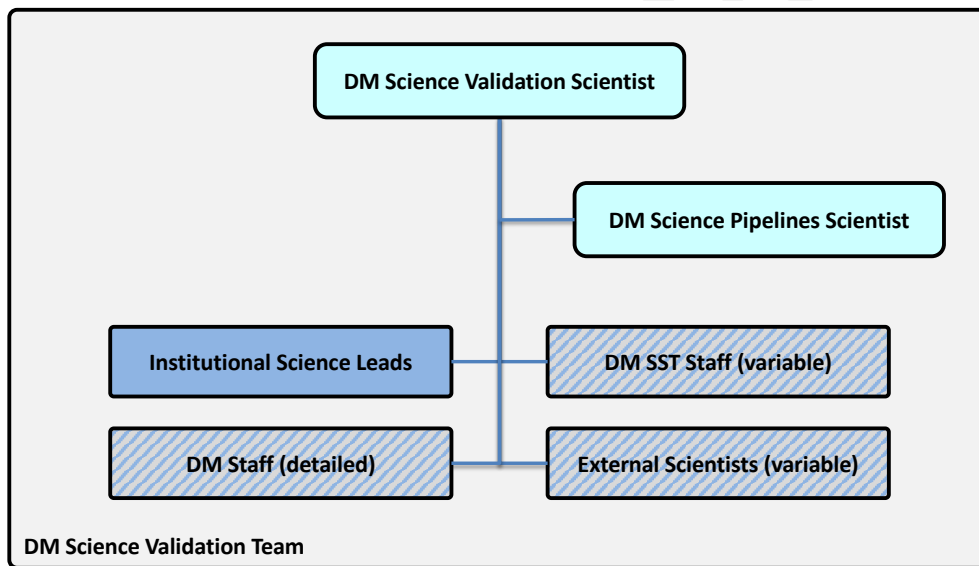 DM Science Validation Scientist
DM Science Pipelines Scientist
Institutional Science Leads
DM SST Staff (variable)
DM Staff (detailed)
External Scientists (variable)
DM Science Validation Team